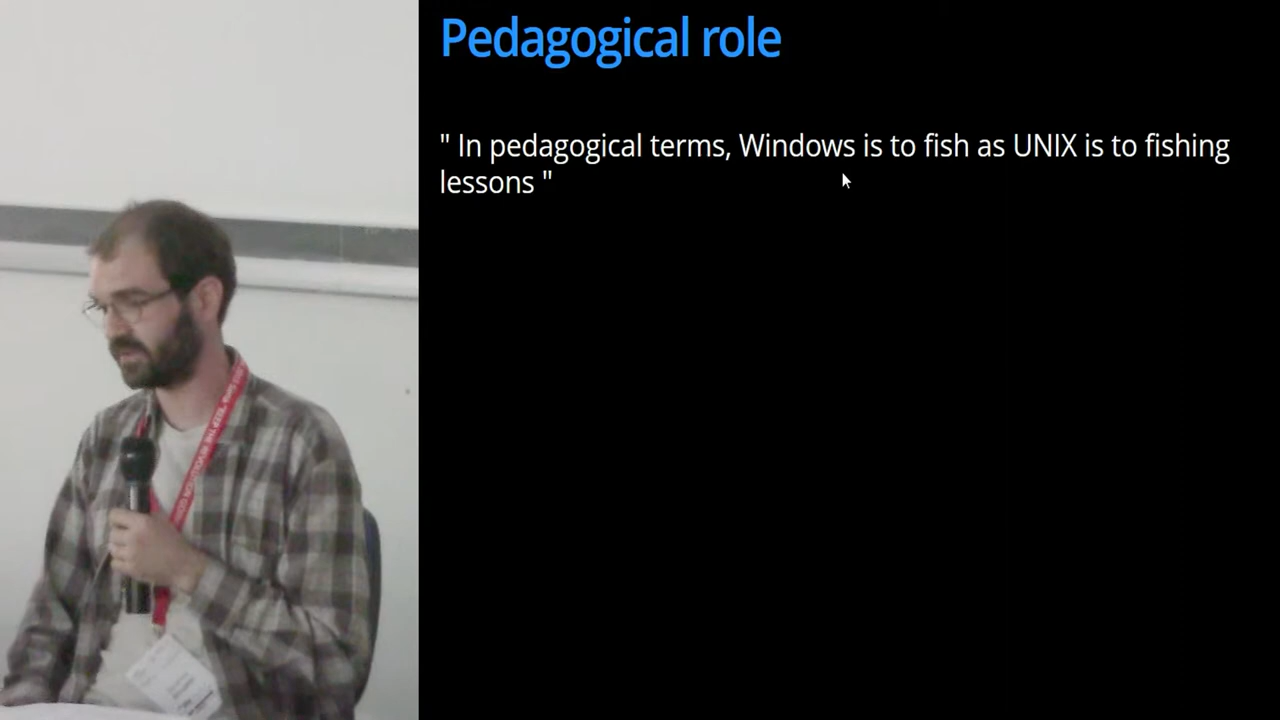 Pedagogical role
" In pedagogical terms, Windows is to fish as UNIX is to fishing
lessons "